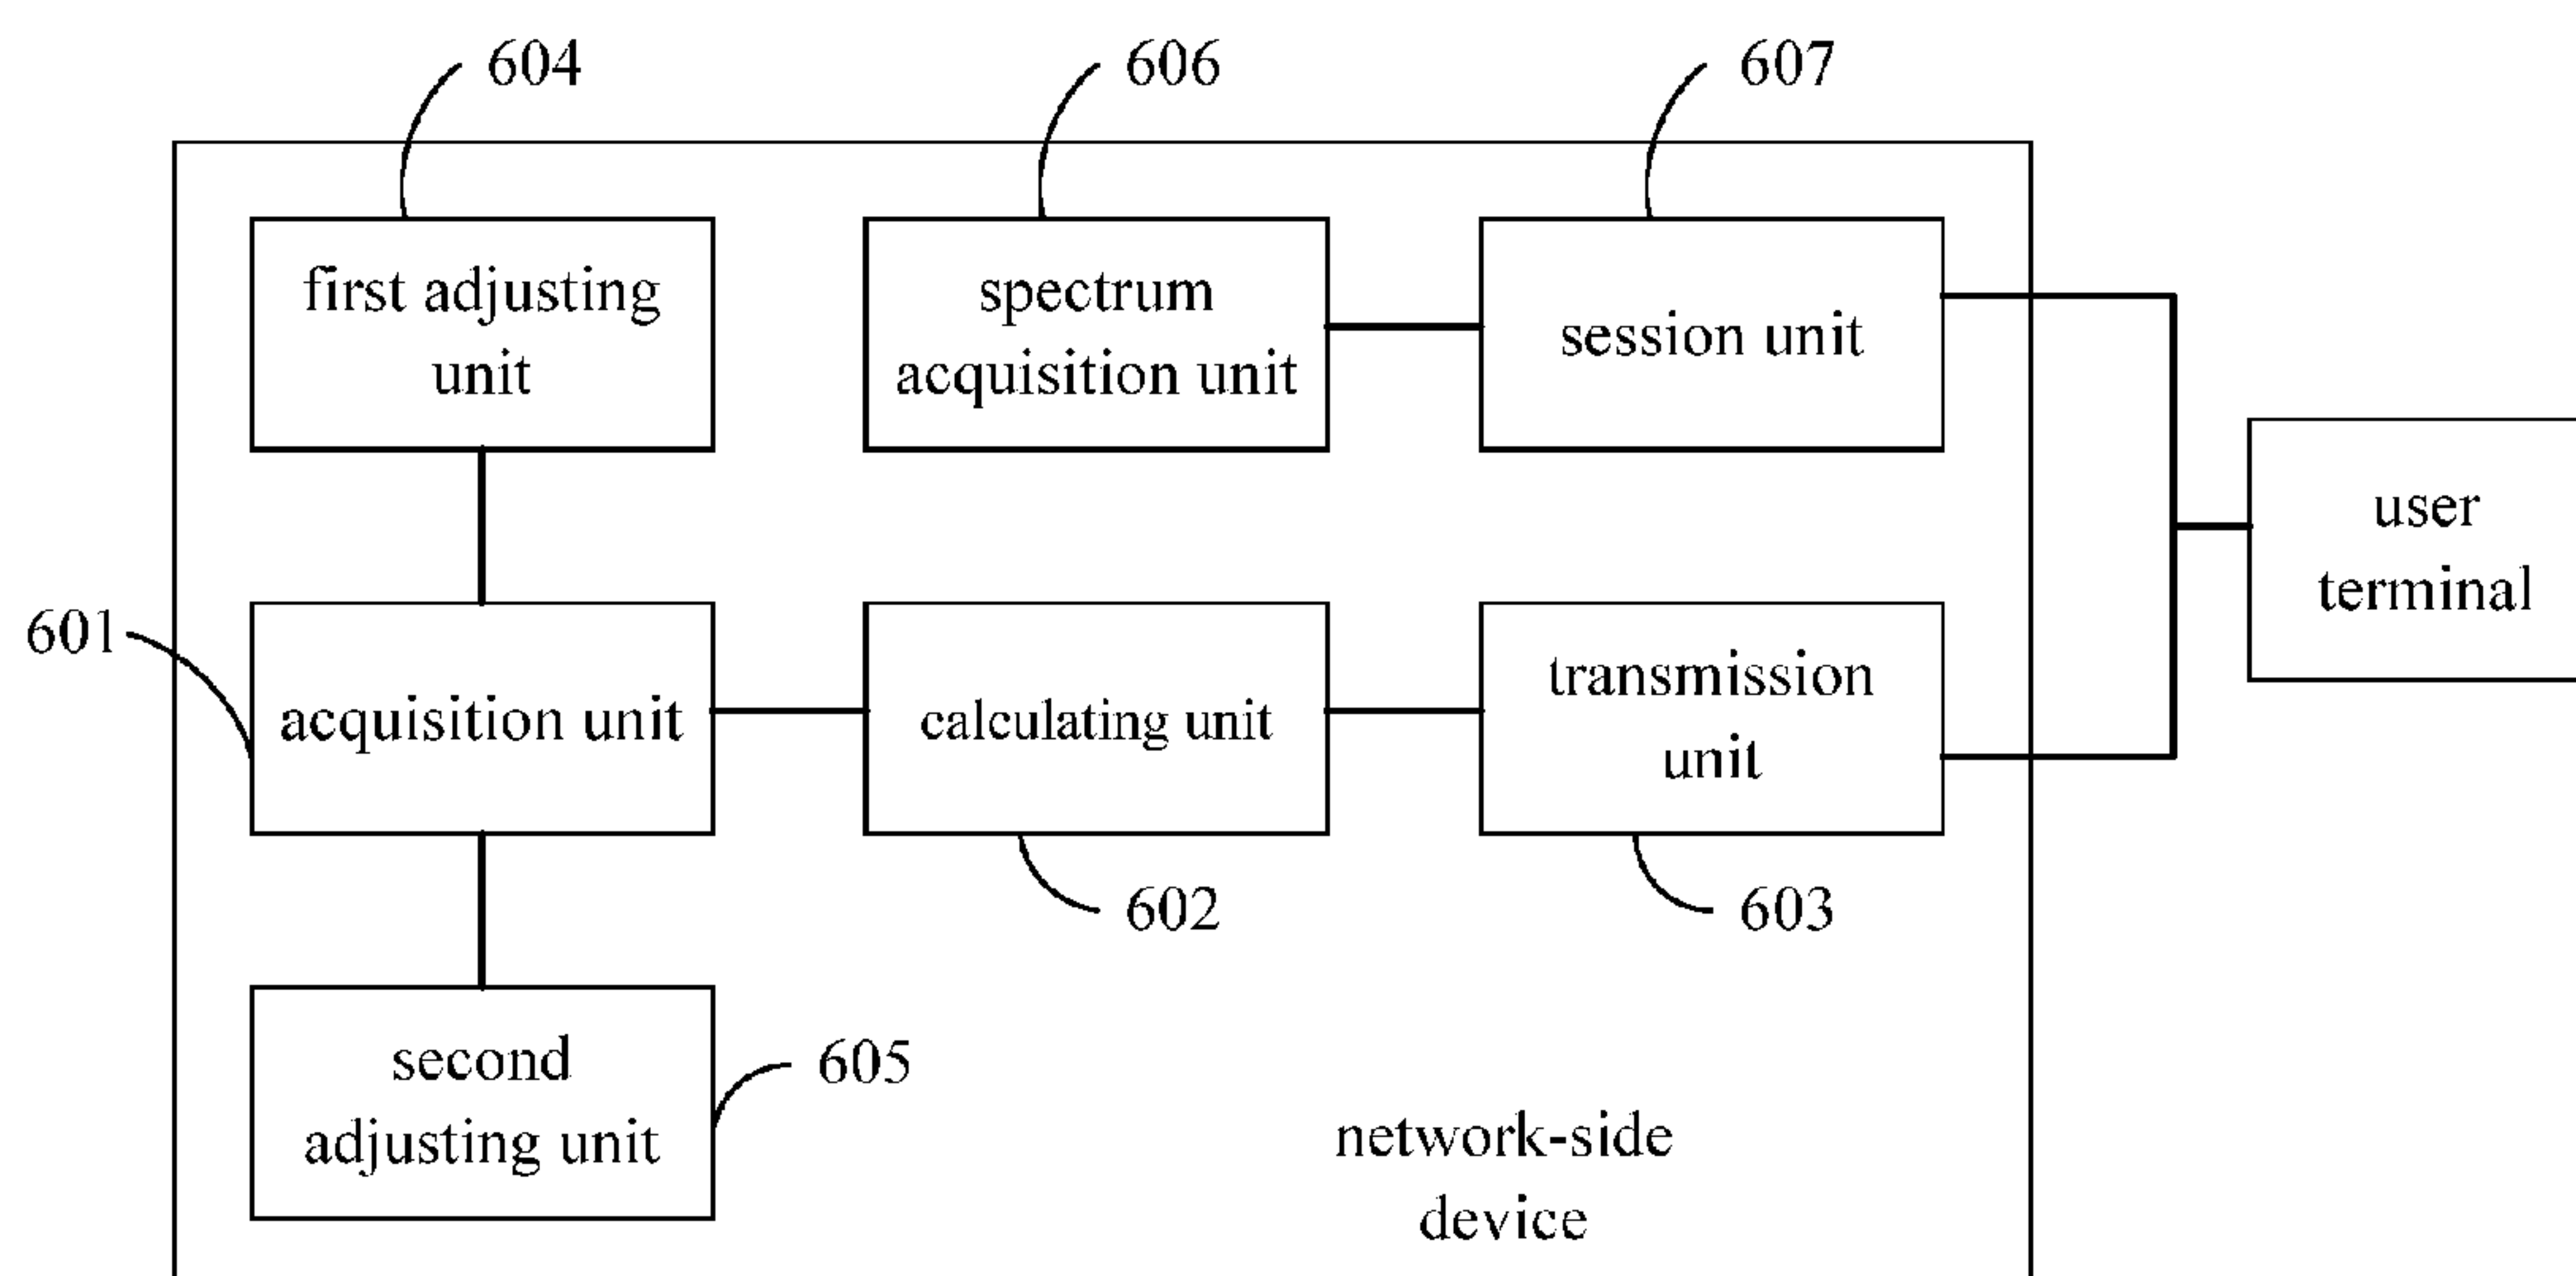 604
606
607
first adjusting
unit
spectrum
acquisition unit
session unit
user
terminal
601
acquisition unit
calculating unit
transmission
unit
602
603
second
adjusting unit
605
network-side
device